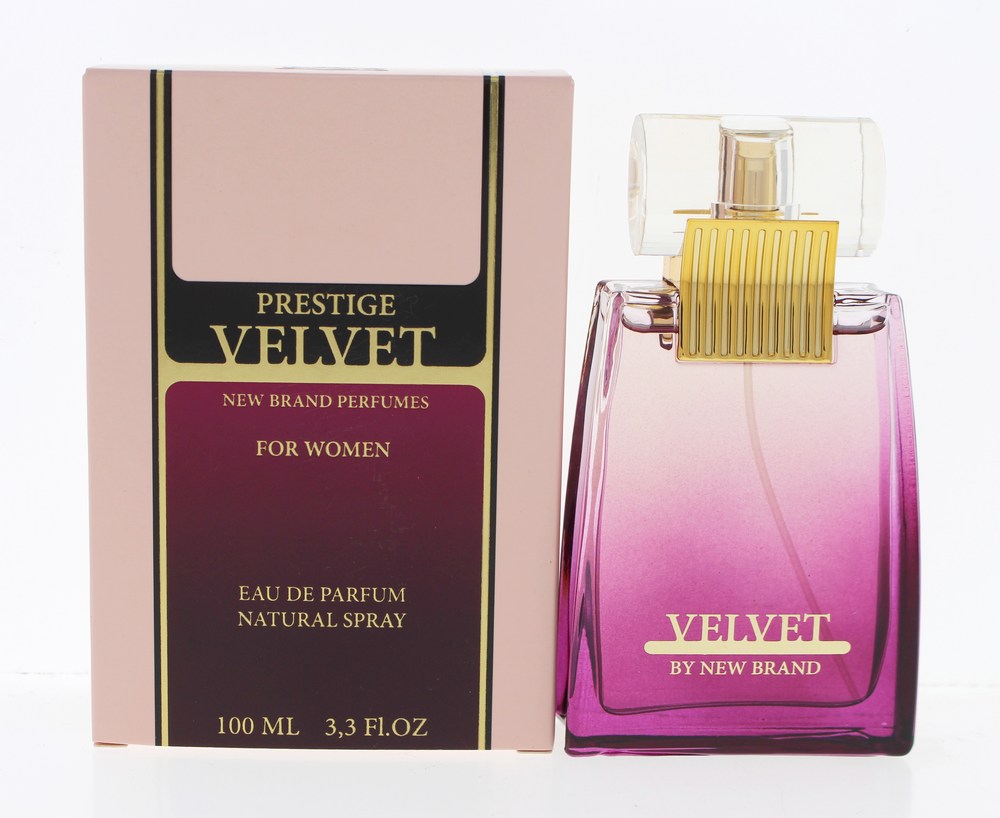 PRESTIGE
VELVET
NEW BRAND PERFUMES
FOR WOMEN
EAU DE PARFUM
NATURAL SPRAY
100 ML 3,3 Fl.OZ
VELVET
BY NEW BRAND